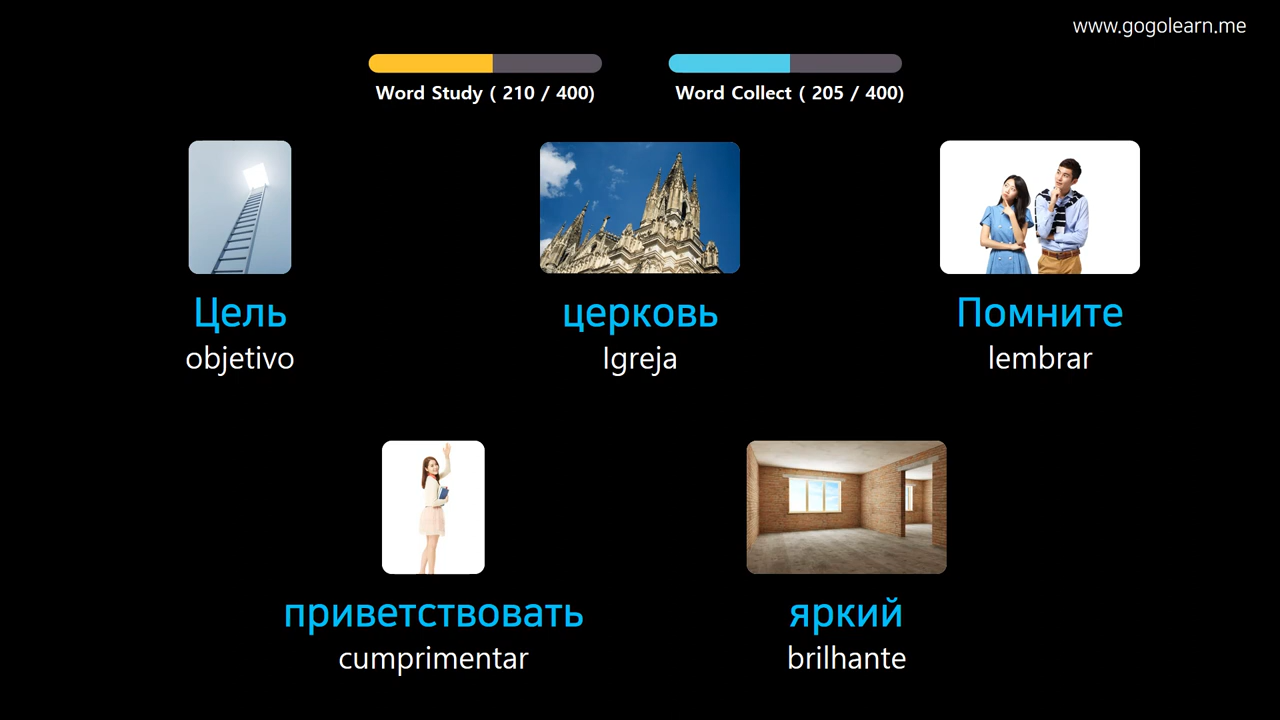 www.gogolearn.me
Word Study ( 210 / 400)
Word Collect ( 205 / 400)
Цель
objetivo
церковь
Igreja
Помните
lembrar
приветствовать
cumprimentar
яркий
brilhante